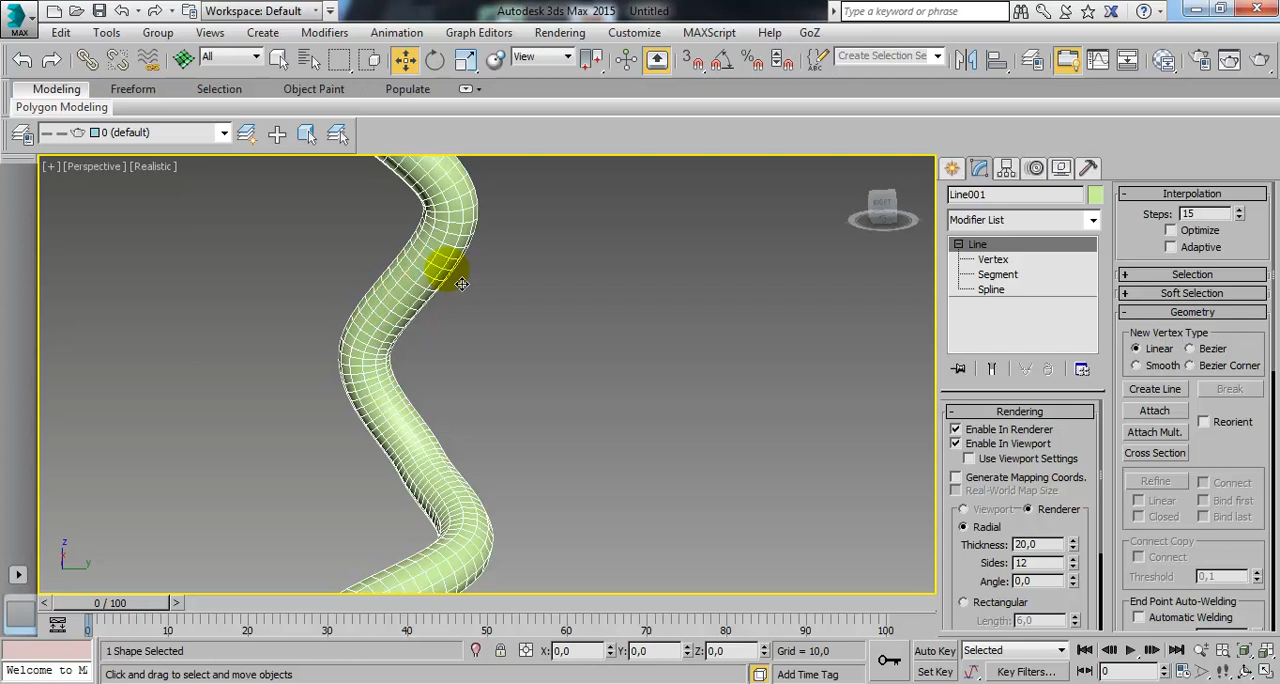 MAX
Workspace: Default
Autodesk 3ds Max 2015
Untitled
Type a keyword or phrase
Edit Tools Group Views Create Modifiers Animation Graph Editors Rendering Customize MAXScript Help GoZ
All
View
3
Create Selection Se
Modeling Freeform Selection Object Paint Populate
Polygon Modeling
0 (default)
[+] [Perspective] [Realistic]
RIGHT
z
y
Line001
Modifier List
Line
Vertex
Segment
Spline
Rendering
Enable In Renderer
Enable In Viewport
Use Viewport Settings
Generate Mapping Coords.
Real-World Map Size
Viewport Renderer
Radial
Thickness: 20,0
Sides: 12
Angle: 0,0
Rectangular
Length: 6,0
Interpolation
Steps: 15
Optimize
Adaptive
Selection
Soft Selection
Geometry
New Vertex Type
Linear Bezier
Smooth Bezier Corner
Create Line Break
Attach
Attach Mult.
Reorient
Cross Section
Refine Connect
Linear Bind first
Closed Bind last
Connect Copy
Connect
Threshold 0,1
End Point Auto-Welding
Automatic Welding
0 / 100
0 10 20 30 40 50 60 70 80 90 100
1 Shape Selected
X: 0,0 Y: 0,0 Z: 0,0
Grid = 10,0
Auto Key Selected
Welcome to M
Click and drag to select and move objects
Add Time Tag
Set Key Key Filters...
0